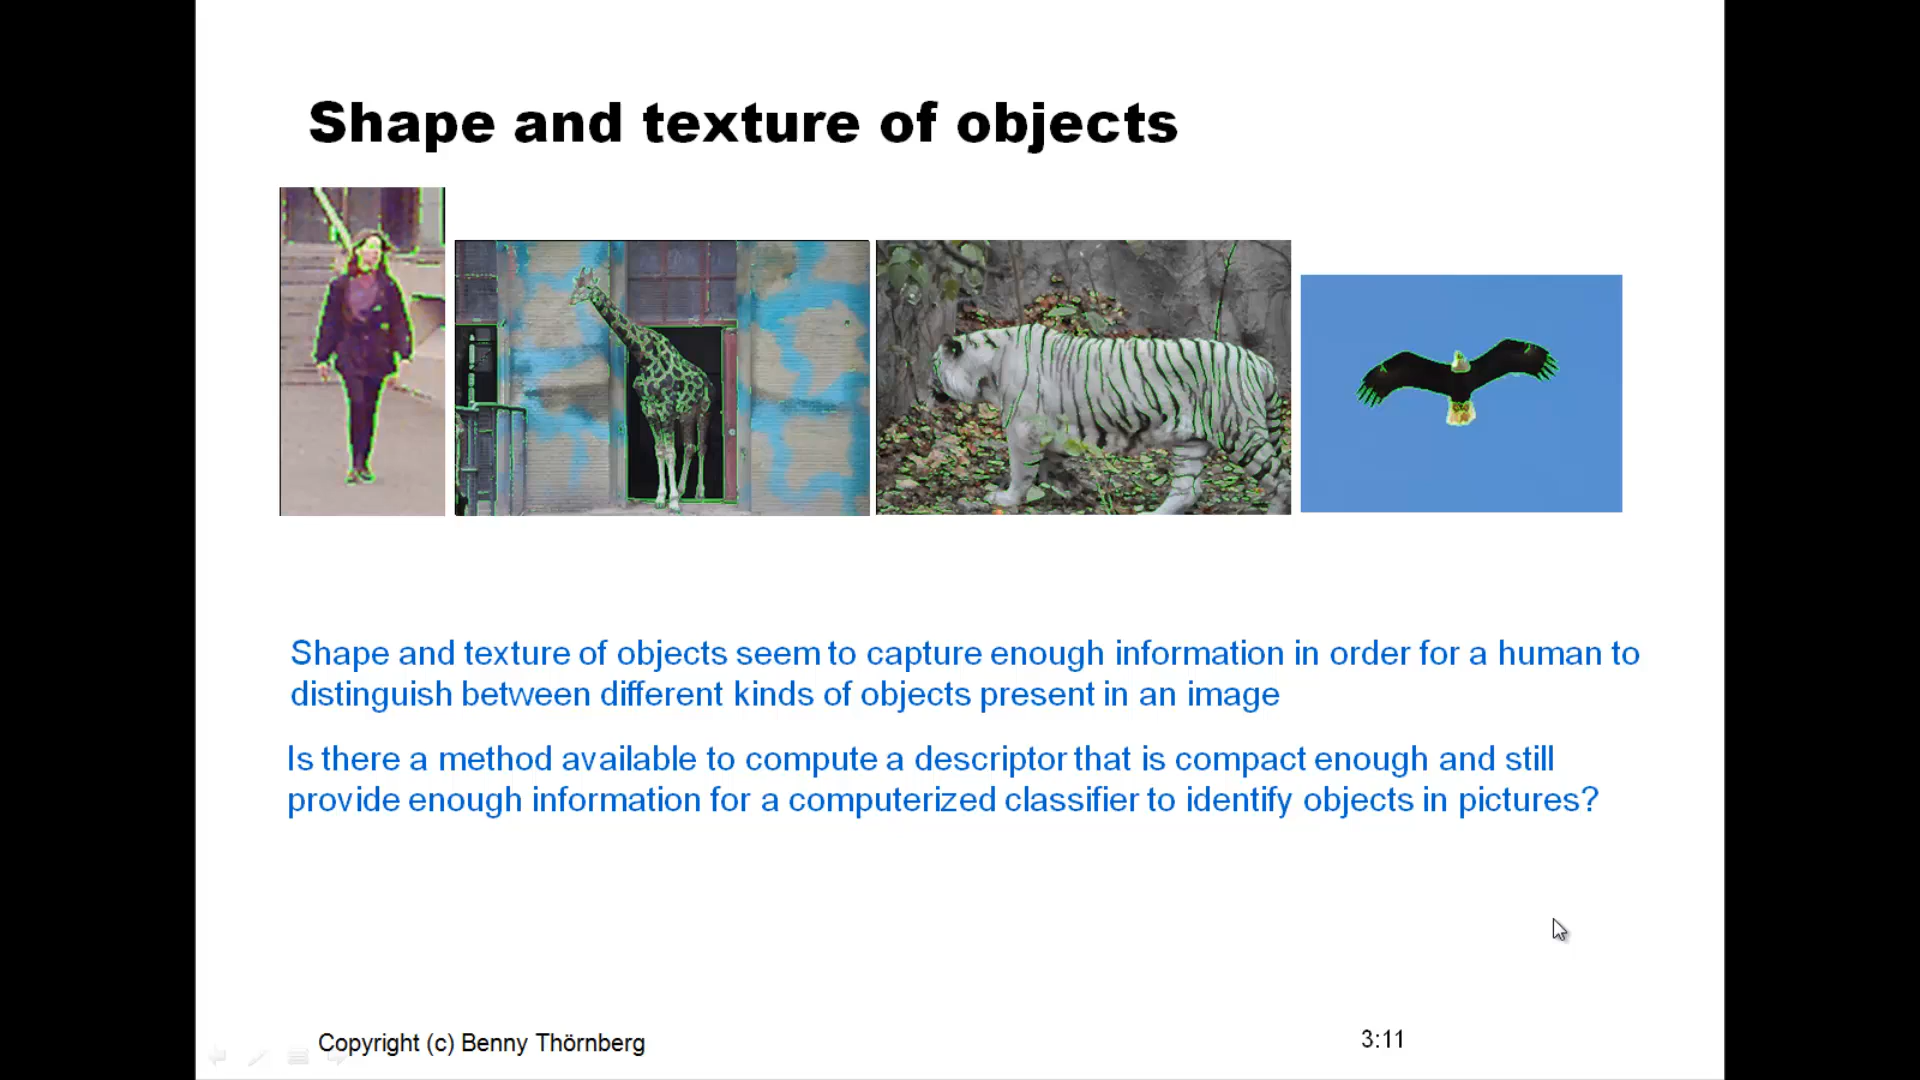 Shape and texture of objects
Shape and texture of objects seem to capture enough information in order for a human to
distinguish between different kinds of objects present in an image
Is there a method available to compute a descriptor that is compact enough and still
provide enough information for a computerized classifier to identify objects in pictures?
Copyright (c) Benny Thörnberg
3:11